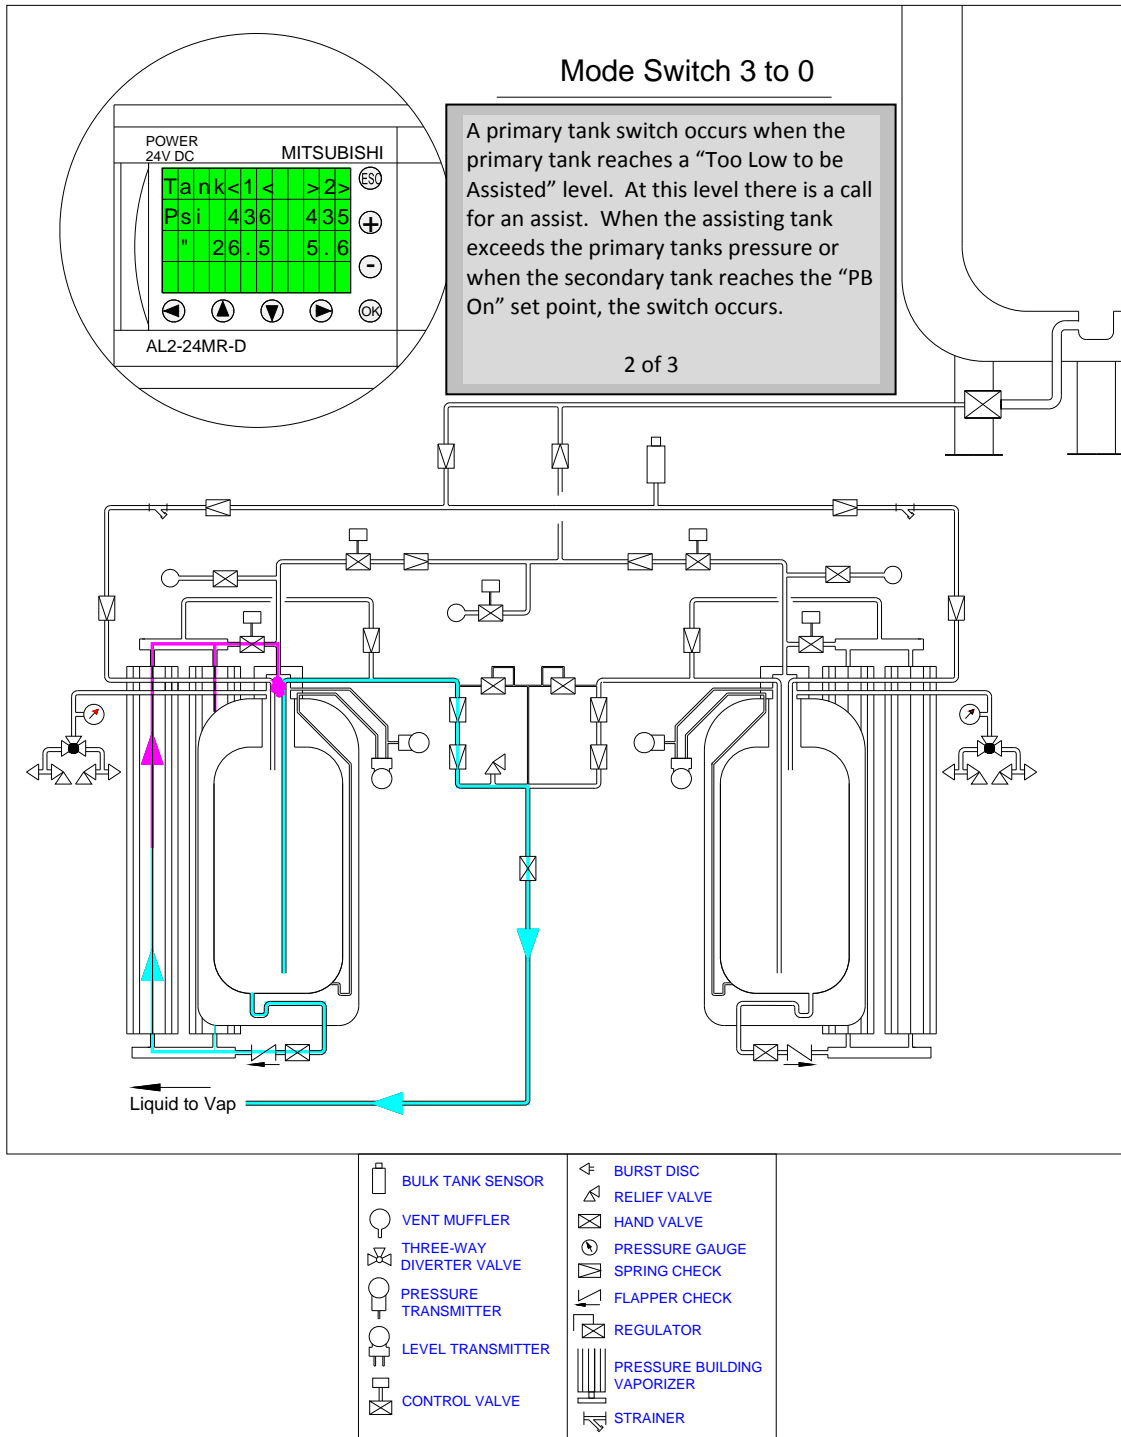 Mode Switch 3 to 0
POWER
24V DC
MITSUBISHI
ESC
Tank<1< >2>
Psi 436 435
" 26.5 5.6
+
-
OK
AL2-24MR-D
A primary tank switch occurs when the
primary tank reaches a “Too Low to be
Assisted” level. At this level there is a call
for an assist. When the assisting tank
exceeds the primary tanks pressure or
when the secondary tank reaches the “PB
On” set point, the switch occurs.
2 of 3
Liquid to Vap
BULK TANK SENSOR
VENT MUFFLER
THREE-WAY
DIVERTER VALVE
PRESSURE
TRANSMITTER
LEVEL TRANSMITTER
CONTROL VALVE
BURST DISC
RELIEF VALVE
HAND VALVE
PRESSURE GAUGE
SPRING CHECK
FLAPPER CHECK
REGULATOR
PRESSURE BUILDING
VAPORIZER
STRAINER